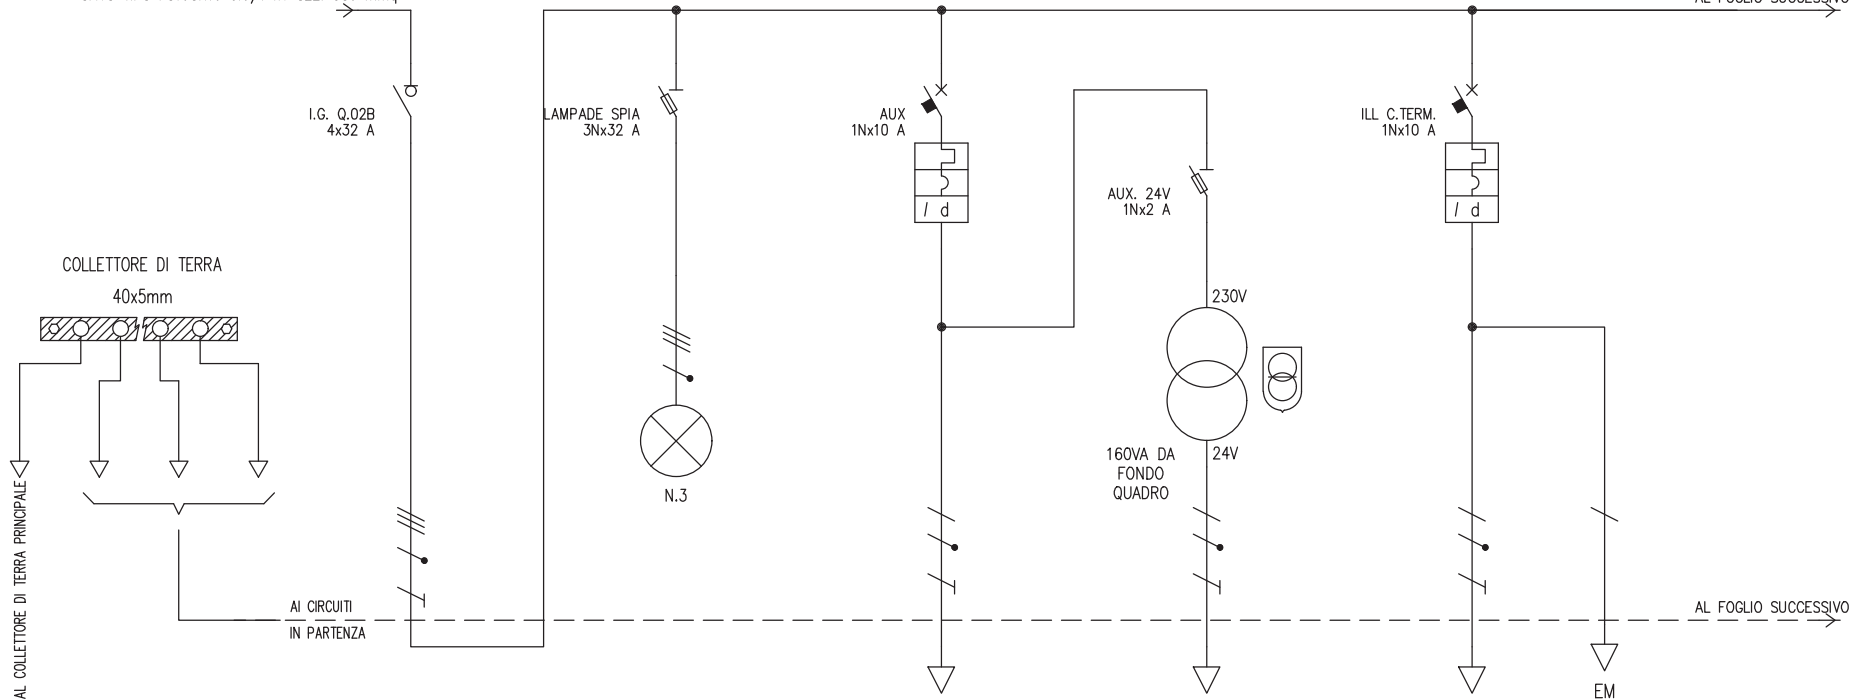 AL FOGLIO SUCCESSIVO
I.G. Q.02B
4x32 A
LAMPADE SPIA
3Nx32 A
AUX
1Nx10 A
ILL C.TERM.
1Nx10 A
I d
I d
AUX. 24V
1Nx2 A
COLLETTORE DI TERRA
40x5mm
230V
24V
160VA DA
FONDO
QUADRO
N.3
AL COLLETTORE DI TERRA PRINCIPALE
AI CIRCUITI
IN PARTENZA
AL FOGLIO SUCCESSIVO
EM